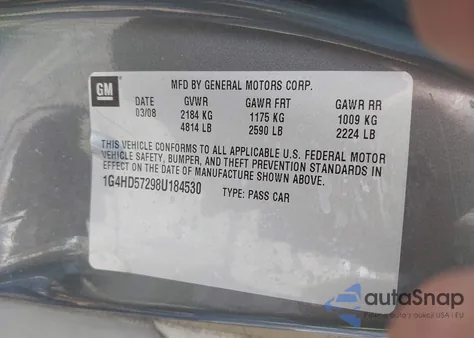 GM
MFD BY GENERAL MOTORS CORP.
DATE GVWR GAWR FRT GAWR RR
03/08 2184 KG 1175 KG 1009 KG
4814 LB 2590 LB 2224 LB
THIS VEHICLE CONFORMS TO ALL APPLICABLE U.S. FEDERAL MOTOR
VEHICLE SAFETY, BUMPER, AND THEFT PREVENTION STANDARDS IN
EFFECT ON THE DATE OF MANUFACTURE SHOWN ABOVE.
1G4HD57298U184530 TYPE: PASS CAR
autoSnap